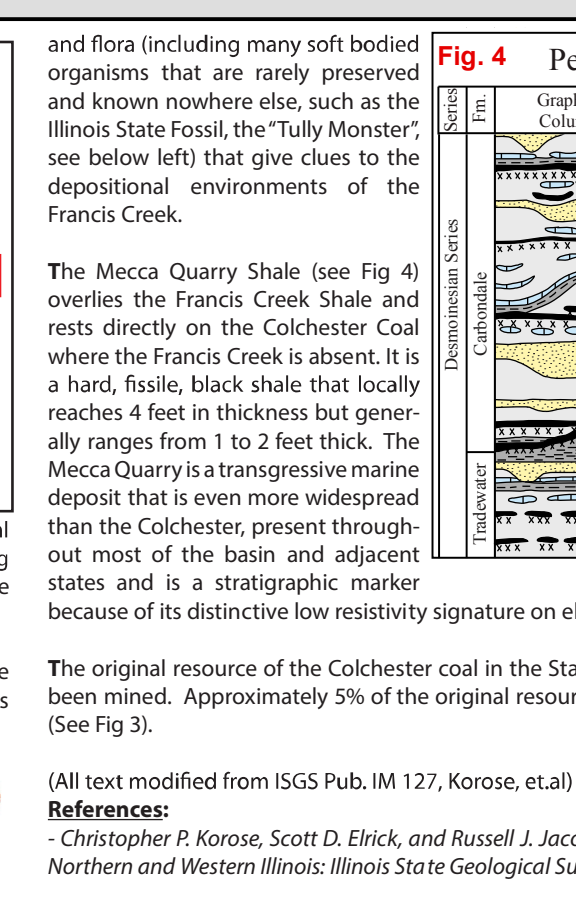 and flora (including many soft bodied
organisms that are rarely preserved
and known nowhere else, such as the
Illinois State Fossil, the “Tully Monster”,
see below left) that give clues to the
depositional environments of the
Francis Creek.
The Mecca Quarry Shale (see Fig 4)
overlies the Francis Creek Shale and
rests directly on the Colchester Coal
where the Francis Creek is absent. It is
a hard, fissile, black shale that locally
reaches 4 feet in thickness but gener-
ally ranges from 1 to 2 feet thick. The
Mecca Quarry is a transgressive marine
deposit that is even more widespread
than the Colchester, present through-
out most of the basin and adjacent
states and is a stratigraphic marker
because of its distinctive low resistivity signature on el
The original resource of the Colchester coal in the Sta
been mined. Approximately 5% of the original resour
(See Fig 3).
(All text modified from ISGS Pub. IM 127, Korose, et.al)
References:
- Christopher P. Korose, Scott D. Elrick, and Russell J. Jaco
Northern and Western Illinois: Illinois State Geological Su
Fig. 4
Pe
Series
Fm.
Graph
Colu
Desmoinesian Series
Carbondale
Tradewater
al
g
e
e
s